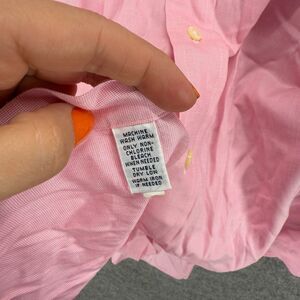 MACHINE
WASH WARM
ONLY NON-
CHLORINE
BLEACH
WHEN NEEDED
TUMBLE
DRY LOW
WARM IRON
IF NEEDED